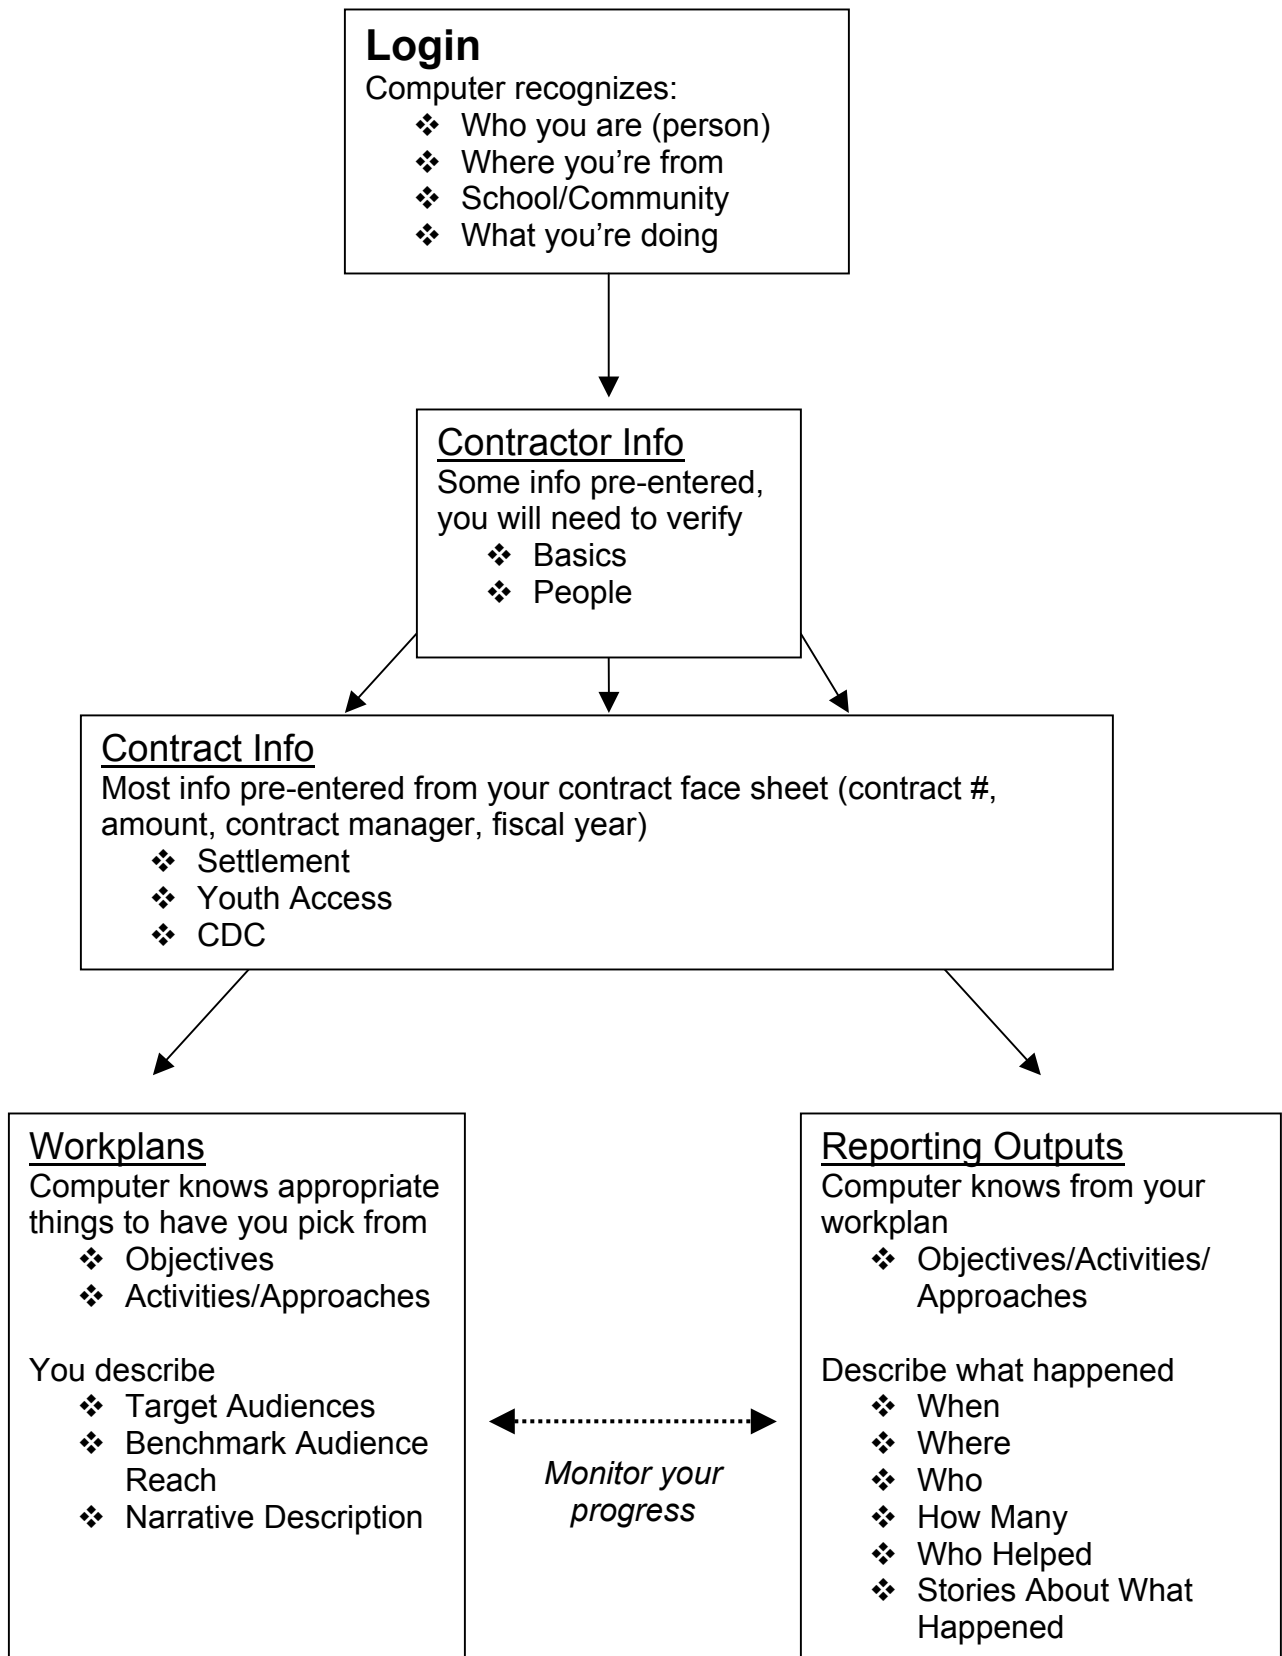 Login
Computer recognizes:
❖ Who you are (person)
❖ Where you’re from
❖ School/Community
❖ What you’re doing
Contractor Info
Some info pre-entered,
you will need to verify
❖ Basics
❖ People
Contract Info
Most info pre-entered from your contract face sheet (contract #,
amount, contract manager, fiscal year)
❖ Settlement
❖ Youth Access
❖ CDC
Workplans
Computer knows appropriate
things to have you pick from
❖ Objectives
❖ Activities/Approaches
You describe
❖ Target Audiences
❖ Benchmark Audience
Reach
❖ Narrative Description
Monitor your
progress
Reporting Outputs
Computer knows from your
workplan
❖ Objectives/Activities/
Approaches
Describe what happened
❖ When
❖ Where
❖ Who
❖ How Many
❖ Who Helped
❖ Stories About What
Happened